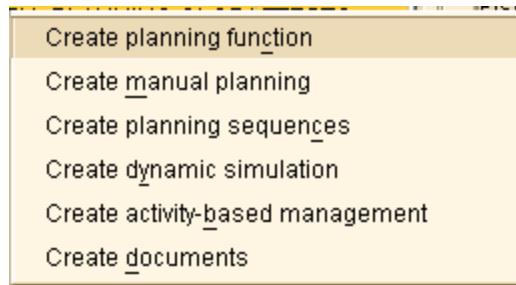 Create planning function
Create manual planning
Create planning sequences
Create dynamic simulation
Create activity-based management
Create documents